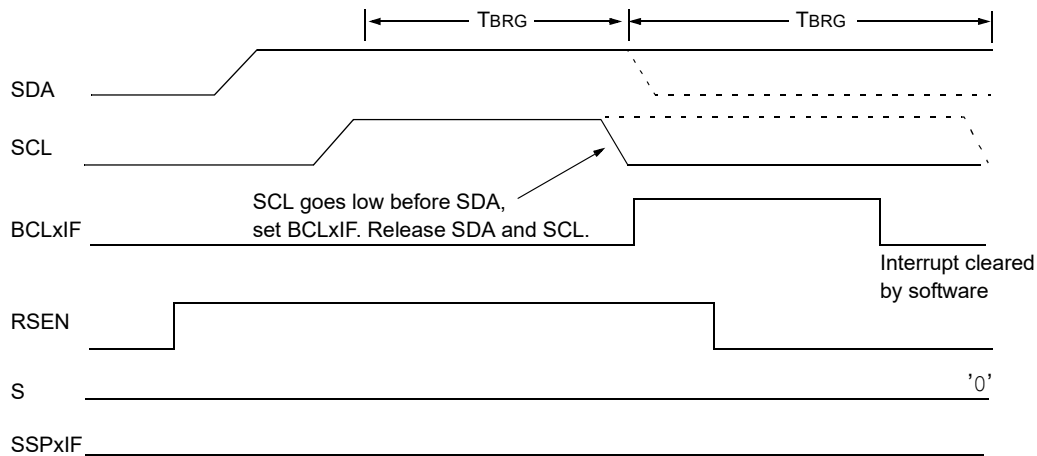 TBRG
TBRG
SDA
SCL
SCL goes low before SDA,
set BCLxIF. Release SDA and SCL.
BCLxIF
Interrupt cleared
by software
RSEN
S
'0'
SSPxIF